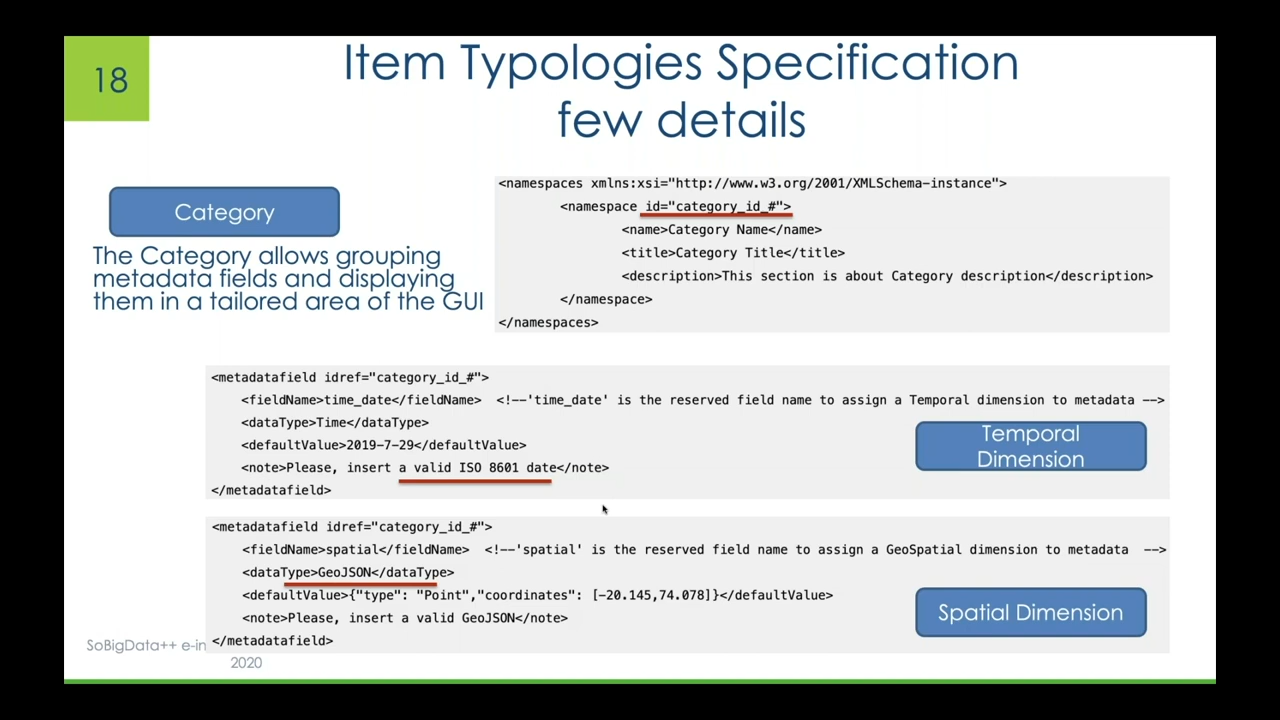 18
Item Typologies Specification
few details
Category
The Category allows grouping
metadata fields and displaying
them in a tailored area of the GUI
<namespaces xmlns:xsi="http://www.w3.org/2001/XMLSchema-instance">
<namespace id="category_id_#">
<name>Category Name</name>
<title>Category Title</title>
<description>This section is about Category description</description>
</namespace>
</namespaces>
<metadatafield idref="category_id_#">
<fieldName>time_date</fieldName> <!--'time_date' is the reserved field name to assign a Temporal dimension to metadata -->
<dataType>Time</dataType>
<defaultValue>2019-7-29</defaultValue>
<note>Please, insert a valid ISO 8601 date</note>
</metadatafield>
Temporal
Dimension
<metadatafield idref="category_id_#">
<fieldName>spatial</fieldName> <!--'spatial' is the reserved field name to assign a GeoSpatial dimension to metadata -->
<dataType>GeoJSON</dataType>
<defaultValue>{"type": "Point","coordinates": [-20.145,74.078]}</defaultValue>
<note>Please, insert a valid GeoJSON</note>
</metadatafield>
Spatial Dimension
SoBigData++ e-in
2020